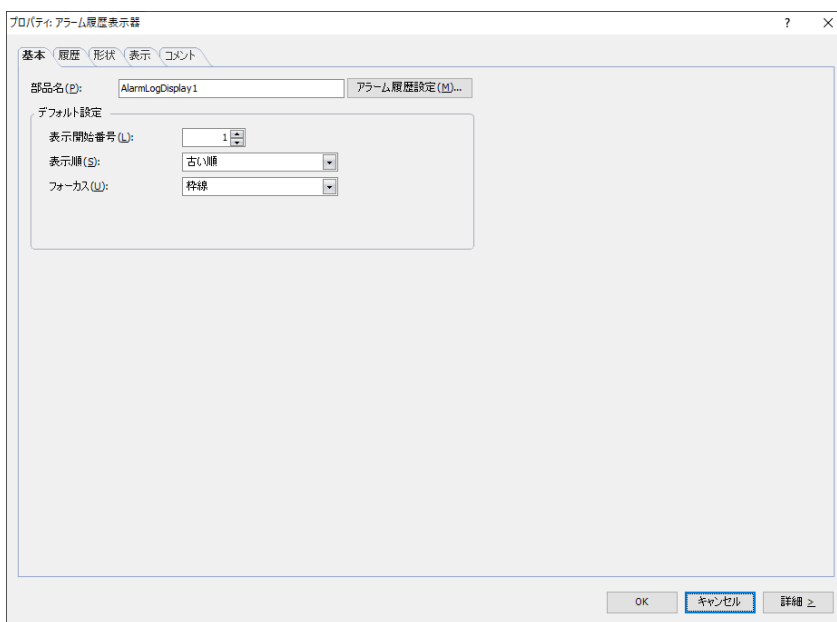 プロパティ: アラーム履歴表示器 ? ×
基本 履歴 形状 表示 コメント
部品名(P): AlarmLogDisplay1 アラーム履歴設定(M)...
デフォルト設定
表示開始番号(L): 1
表示順(S): 古い順
フォーカス(U): 枠線
OK キャンセル 詳細 >